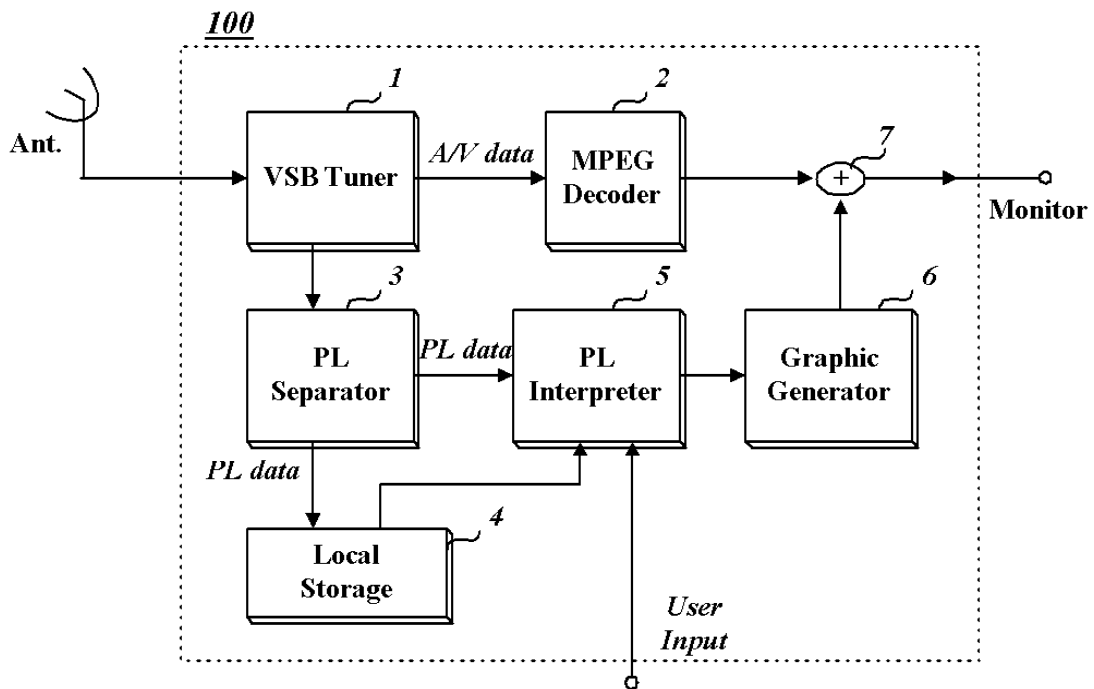 100
1
2
Ant.
VSB Tuner
A/V data
MPEG
Decoder
7
+
Monitor
3
5
6
PL
Separator
PL data
PL
Interpreter
Graphic
Generator
PL data
4
Local
Storage
User
Input